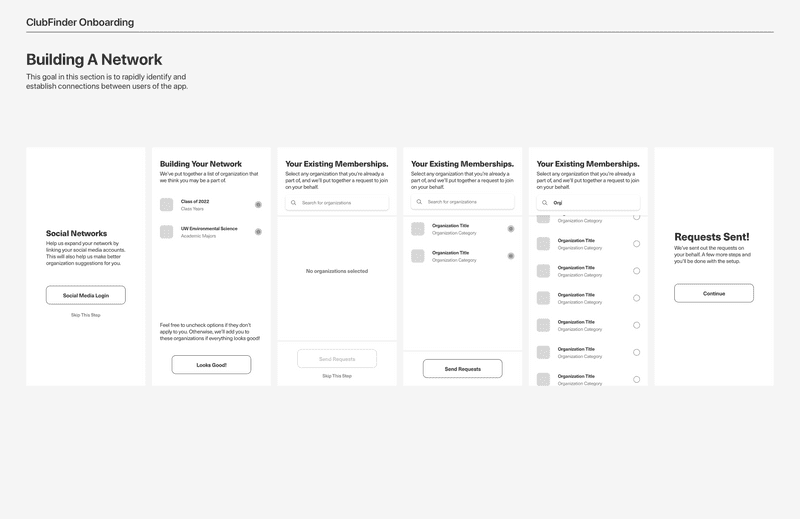 ClubFinder Onboarding
Building A Network
This goal in this section is to rapidly identify and
establish connections between users of the app.
Social Networks
Help us expand your network by
linking your social media accounts.
This will also help us make better
organization suggestions for you.
Social Media Login
Skip This Step
Building Your Network
We've put together a list of organization that
we think you may be a part of.
Class of 2022
Class Years
UW Environmental Science
Academic Majors
Feel free to uncheck options if they don't
apply to you. Otherwise, we'll add you to
these organizations if everything looks good!
Looks Good!
Your Existing Memberships.
Select any organization that you're already a
part of, and we'll put together a request to join
on your behalf.
Search for organizations
No organizations selected
Send Requests
Skip This Step
Your Existing Memberships.
Select any organization that you're already a
part of, and we'll put together a request to join
on your behalf.
Search for organizations
Organization Title
Organization Category
Organization Title
Organization Category
Send Requests
Your Existing Memberships.
Select any organization that you're already a
part of, and we'll put together a request to join
on your behalf.
Org
Organization Category
Organization Title
Organization Category
Organization Title
Organization Category
Organization Title
Organization Category
Organization Title
Organization Category
Organization Title
Organization Category
Organization Title
Organization Category
Requests Sent!
We've sent out the requests on
your behalf. A few more steps and
you'll be done with the setup.
Continue